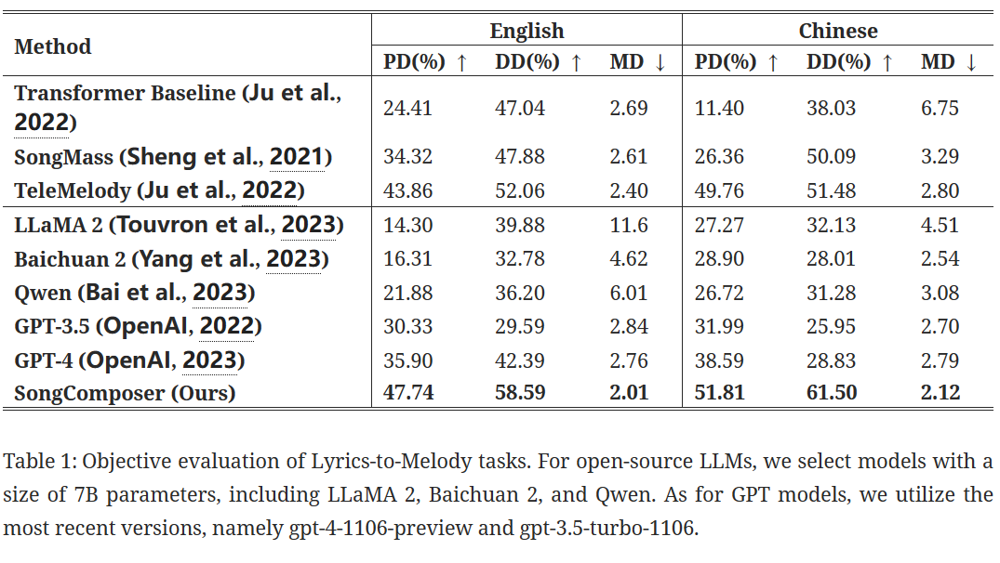 Method English Chinese
PD(%) ↑ DD(%) ↑ MD ↓ PD(%) ↑ DD(%) ↑ MD ↓
Transformer Baseline (Ju et al.,
2022) 24.41 47.04 2.69 11.40 38.03 6.75
SongMass (Sheng et al., 2021) 34.32 47.88 2.61 26.36 50.09 3.29
TeleMelody (Ju et al., 2022) 43.86 52.06 2.40 49.76 51.48 2.80
LLaMA 2 (Touvron et al., 2023) 14.30 39.88 11.6 27.27 32.13 4.51
Baichuan 2 (Yang et al., 2023) 16.31 32.78 4.62 28.90 28.01 2.54
Qwen (Bai et al., 2023) 21.88 36.20 6.01 26.72 31.28 3.08
GPT-3.5 (OpenAI, 2022) 30.33 29.59 2.84 31.99 25.95 2.70
GPT-4 (OpenAI, 2023) 35.90 42.39 2.76 38.59 28.83 2.79
SongComposer (Ours) 47.74 58.59 2.01 51.81 61.50 2.12
Table 1: Objective evaluation of Lyrics-to-Melody tasks. For open-source LLMs, we select models with a
size of 7B parameters, including LLaMA 2, Baichuan 2, and Qwen. As for GPT models, we utilize the
most recent versions, namely gpt-4-1106-preview and gpt-3.5-turbo-1106.